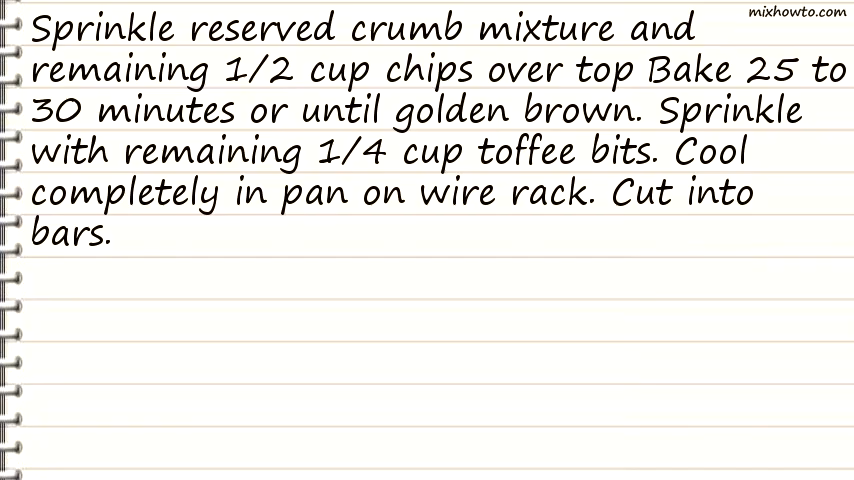 mixhowto.com
Sprinkle reserved crumb mixture and
remaining 1/2 cup chips over top Bake 25 to
30 minutes or until golden brown. Sprinkle
with remaining 1/4 cup toffee bits. Cool
completely in pan on wire rack. Cut into
bars.